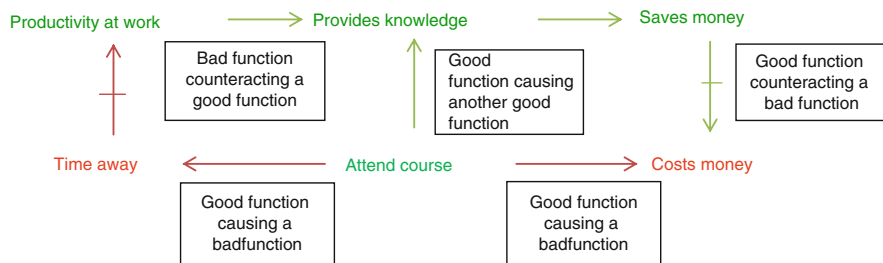 Productivity at work
Provides knowledge
Saves money
Bad function
counteracting a
good function
Good
function causing
another good
function
Good function
counteracting a
bad function
Time away
Attend course
Costs money
Good function
causing a
badfunction
Good function
causing a
badfunction